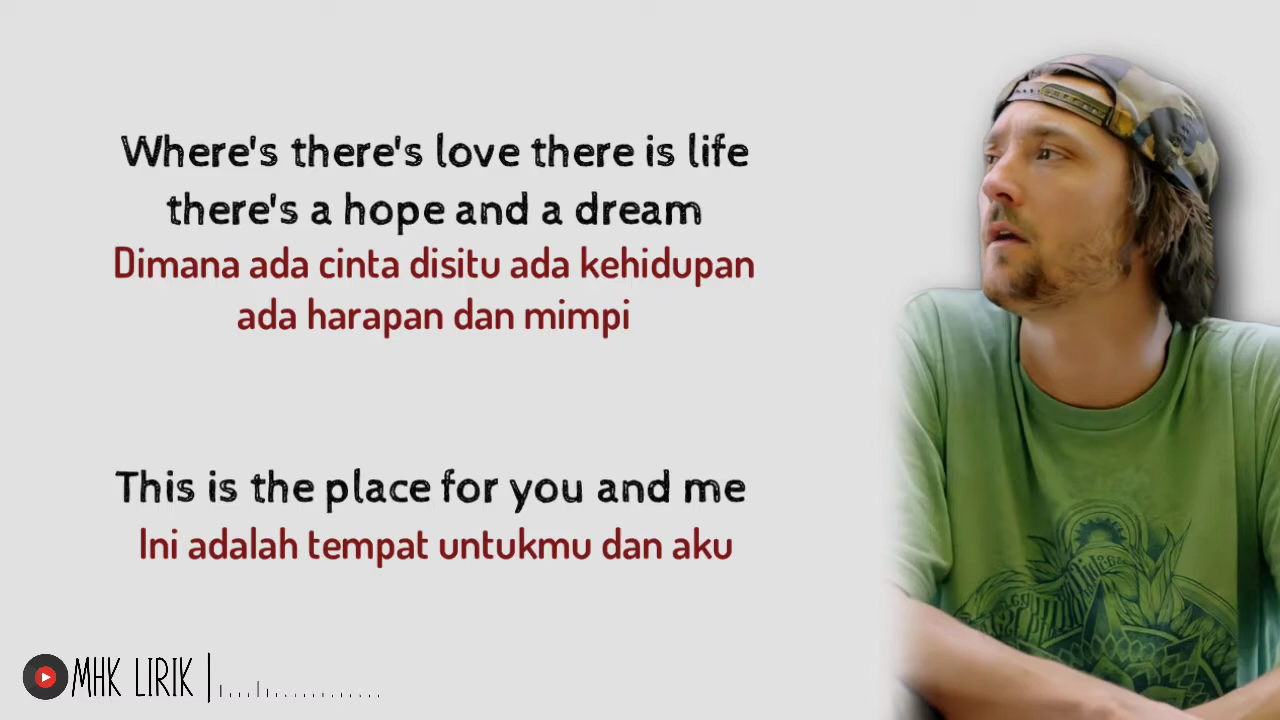 Where's there's love there is life
there's a hope and a dream
Dimana ada cinta disitu ada kehidupan
ada harapan dan mimpi
This is the place for you and me
Ini adalah tempat untukmu dan aku
MHK LIRIK